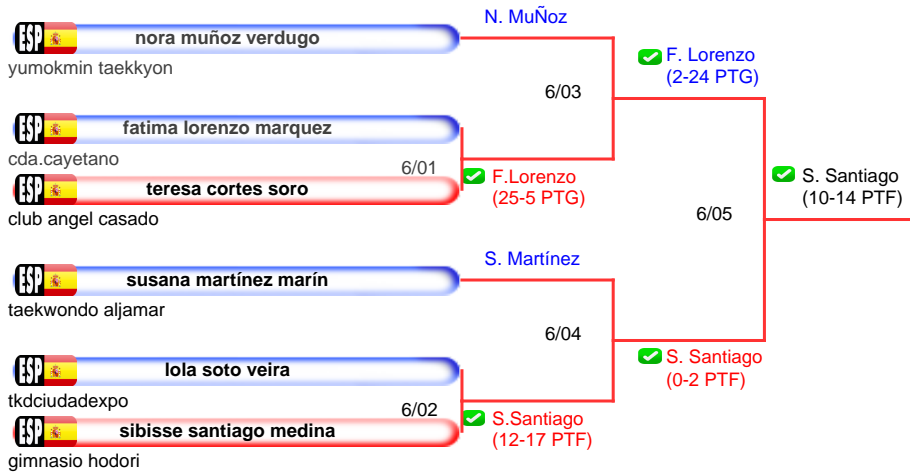 N. MuÑoz
ESP nora muñoz verdugo
yumokmin taekkyon
F. Lorenzo
(2-24 PTG)
6/03
ESP fatima lorenzo marquez
cda.cayetano
6/01
F.Lorenzo
(25-5 PTG)
ESP teresa cortes soro
club angel casado
S. Santiago
(10-14 PTF)
6/05
S. Martínez
ESP susana martínez marín
taekwondo aljamar
6/04
S. Santiago
(0-2 PTF)
ESP lola soto veira
tkdciudadexpo
6/02
S.Santiago
(12-17 PTF)
ESP sibisse santiago medina
gimnasio hodori